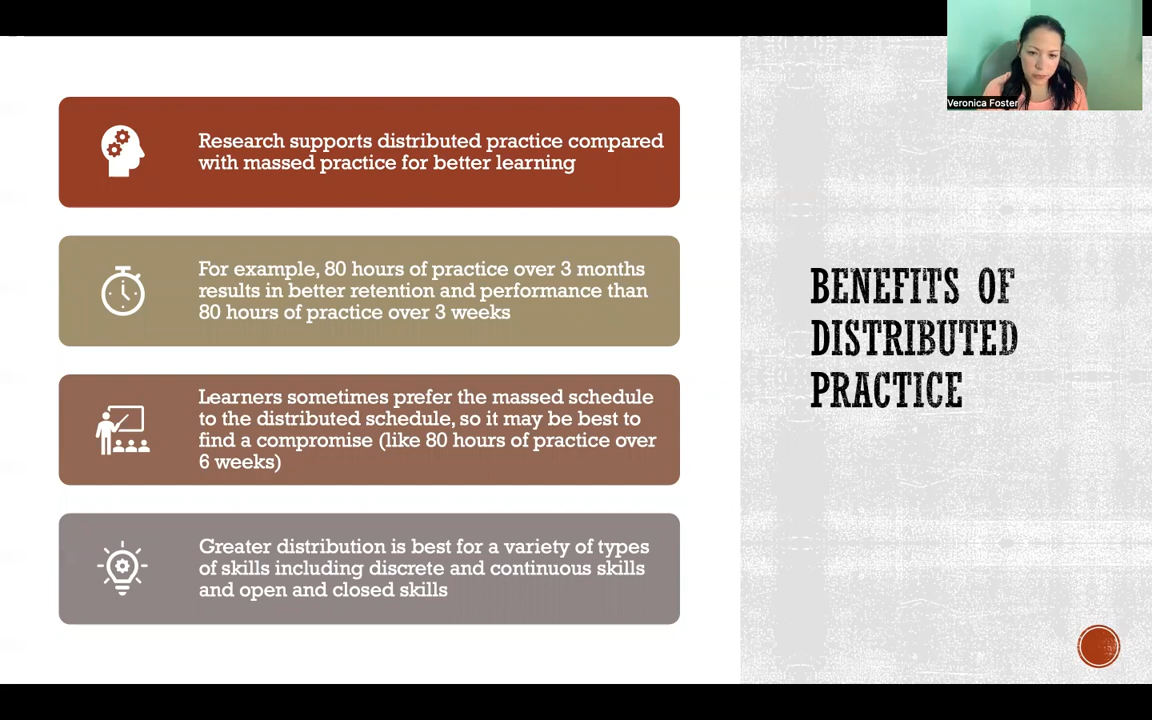 Research supports distributed practice compared
with massed practice for better learning
For example, 80 hours of practice over 3 months
results in better retention and performance than
80 hours of practice over 3 weeks
Learners sometimes prefer the massed schedule
to the distributed schedule, so it may be best to
find a compromise (like 80 hours of practice over
6 weeks)
Greater distribution is best for a variety of types
of skills including discrete and continuous skills
and open and closed skills
BENEFITS OF
DISTRIBUTED
PRACTICE
Veronica Foster